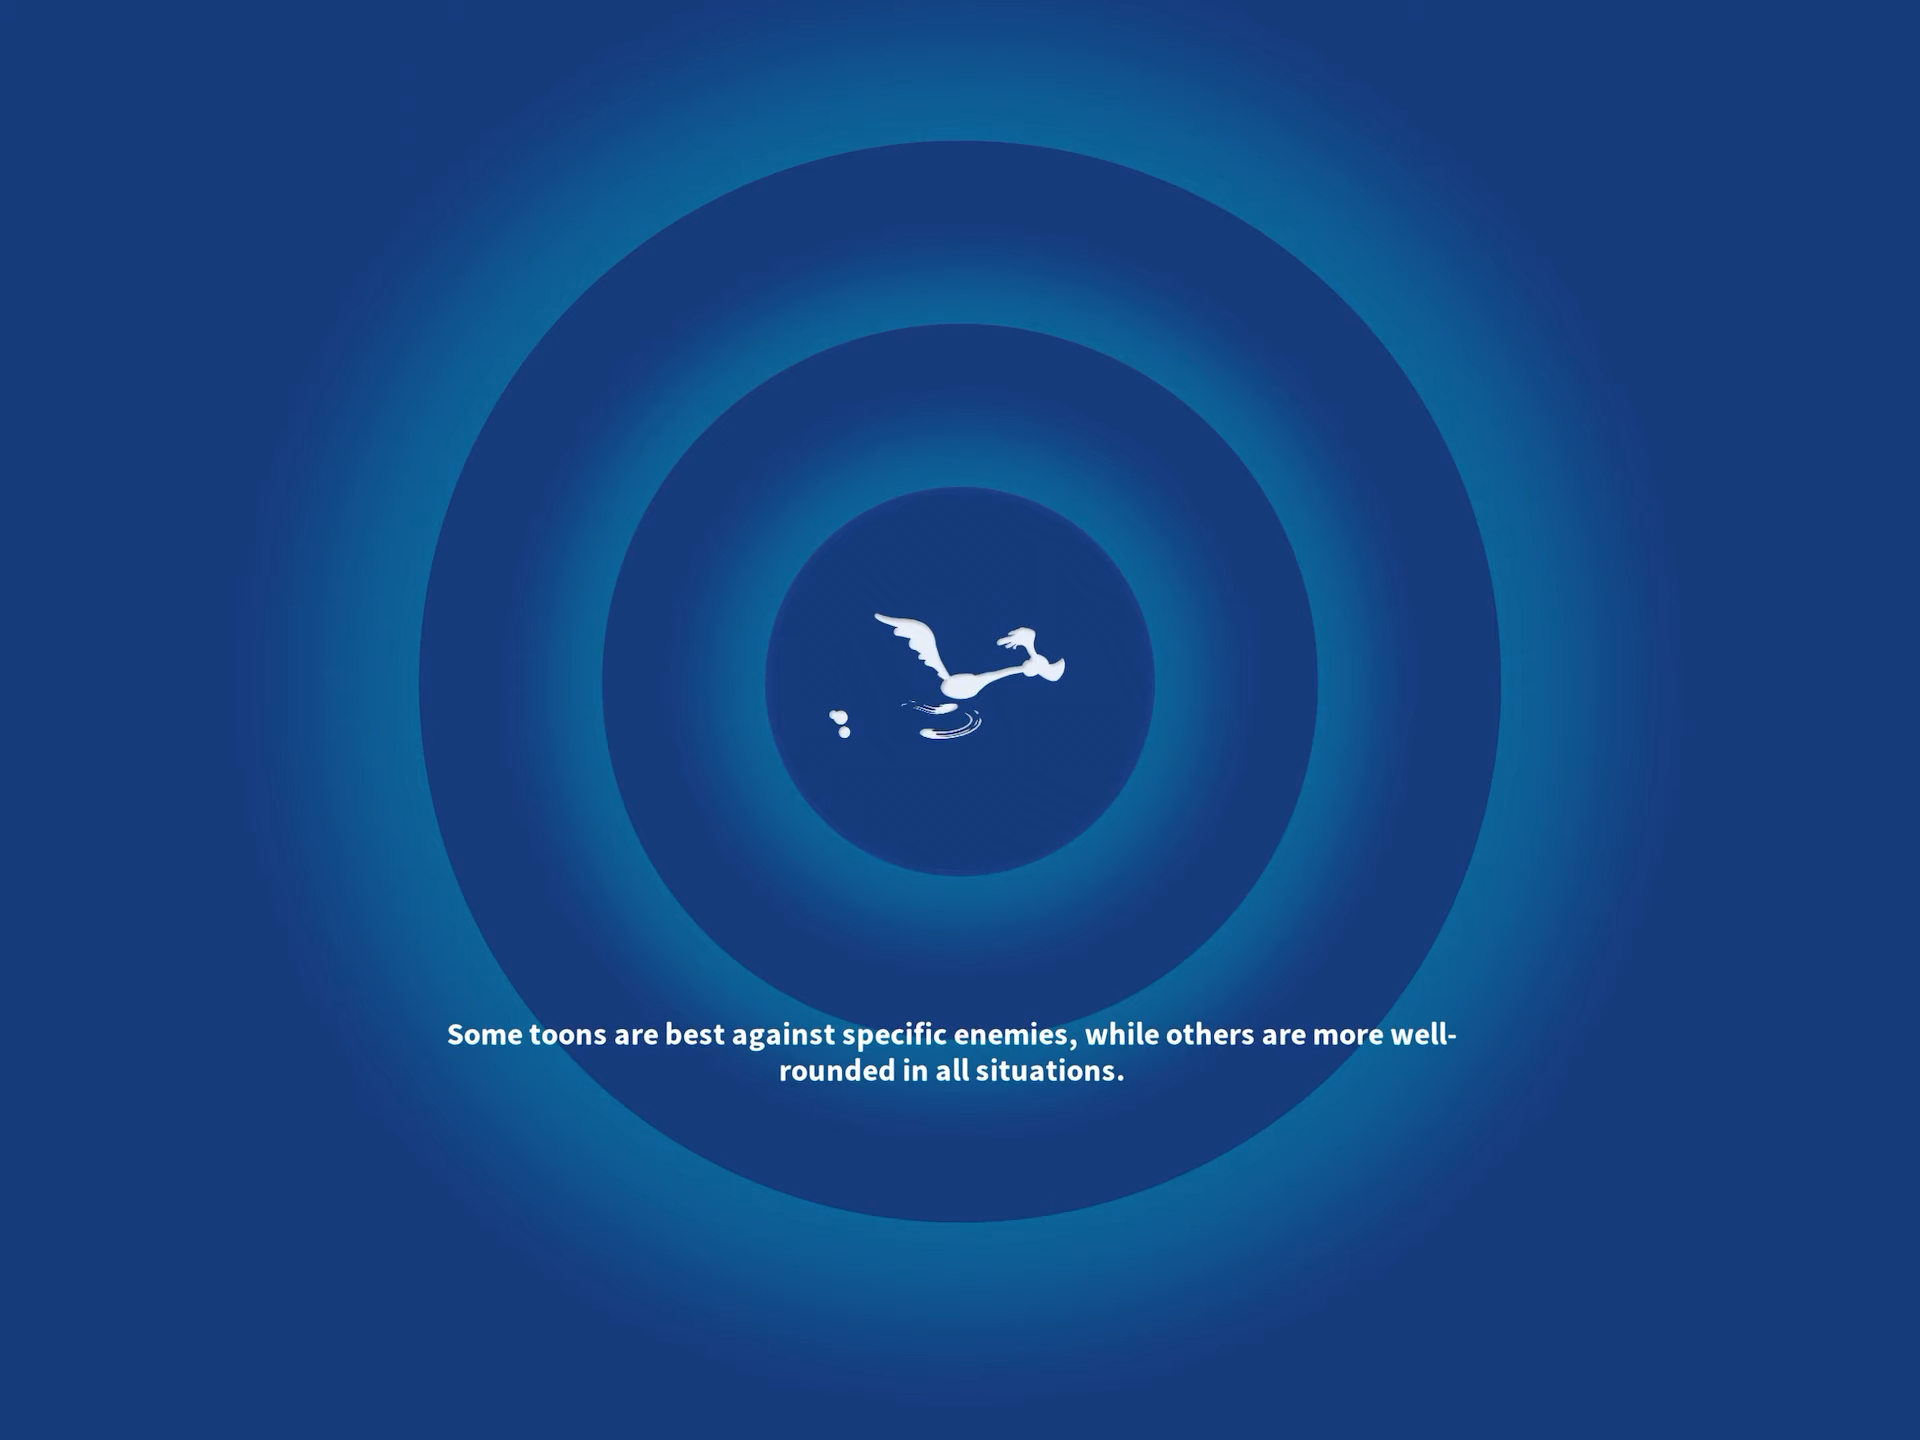 Some toons are best against specific enemies, while others are more well-
rounded in all situations.